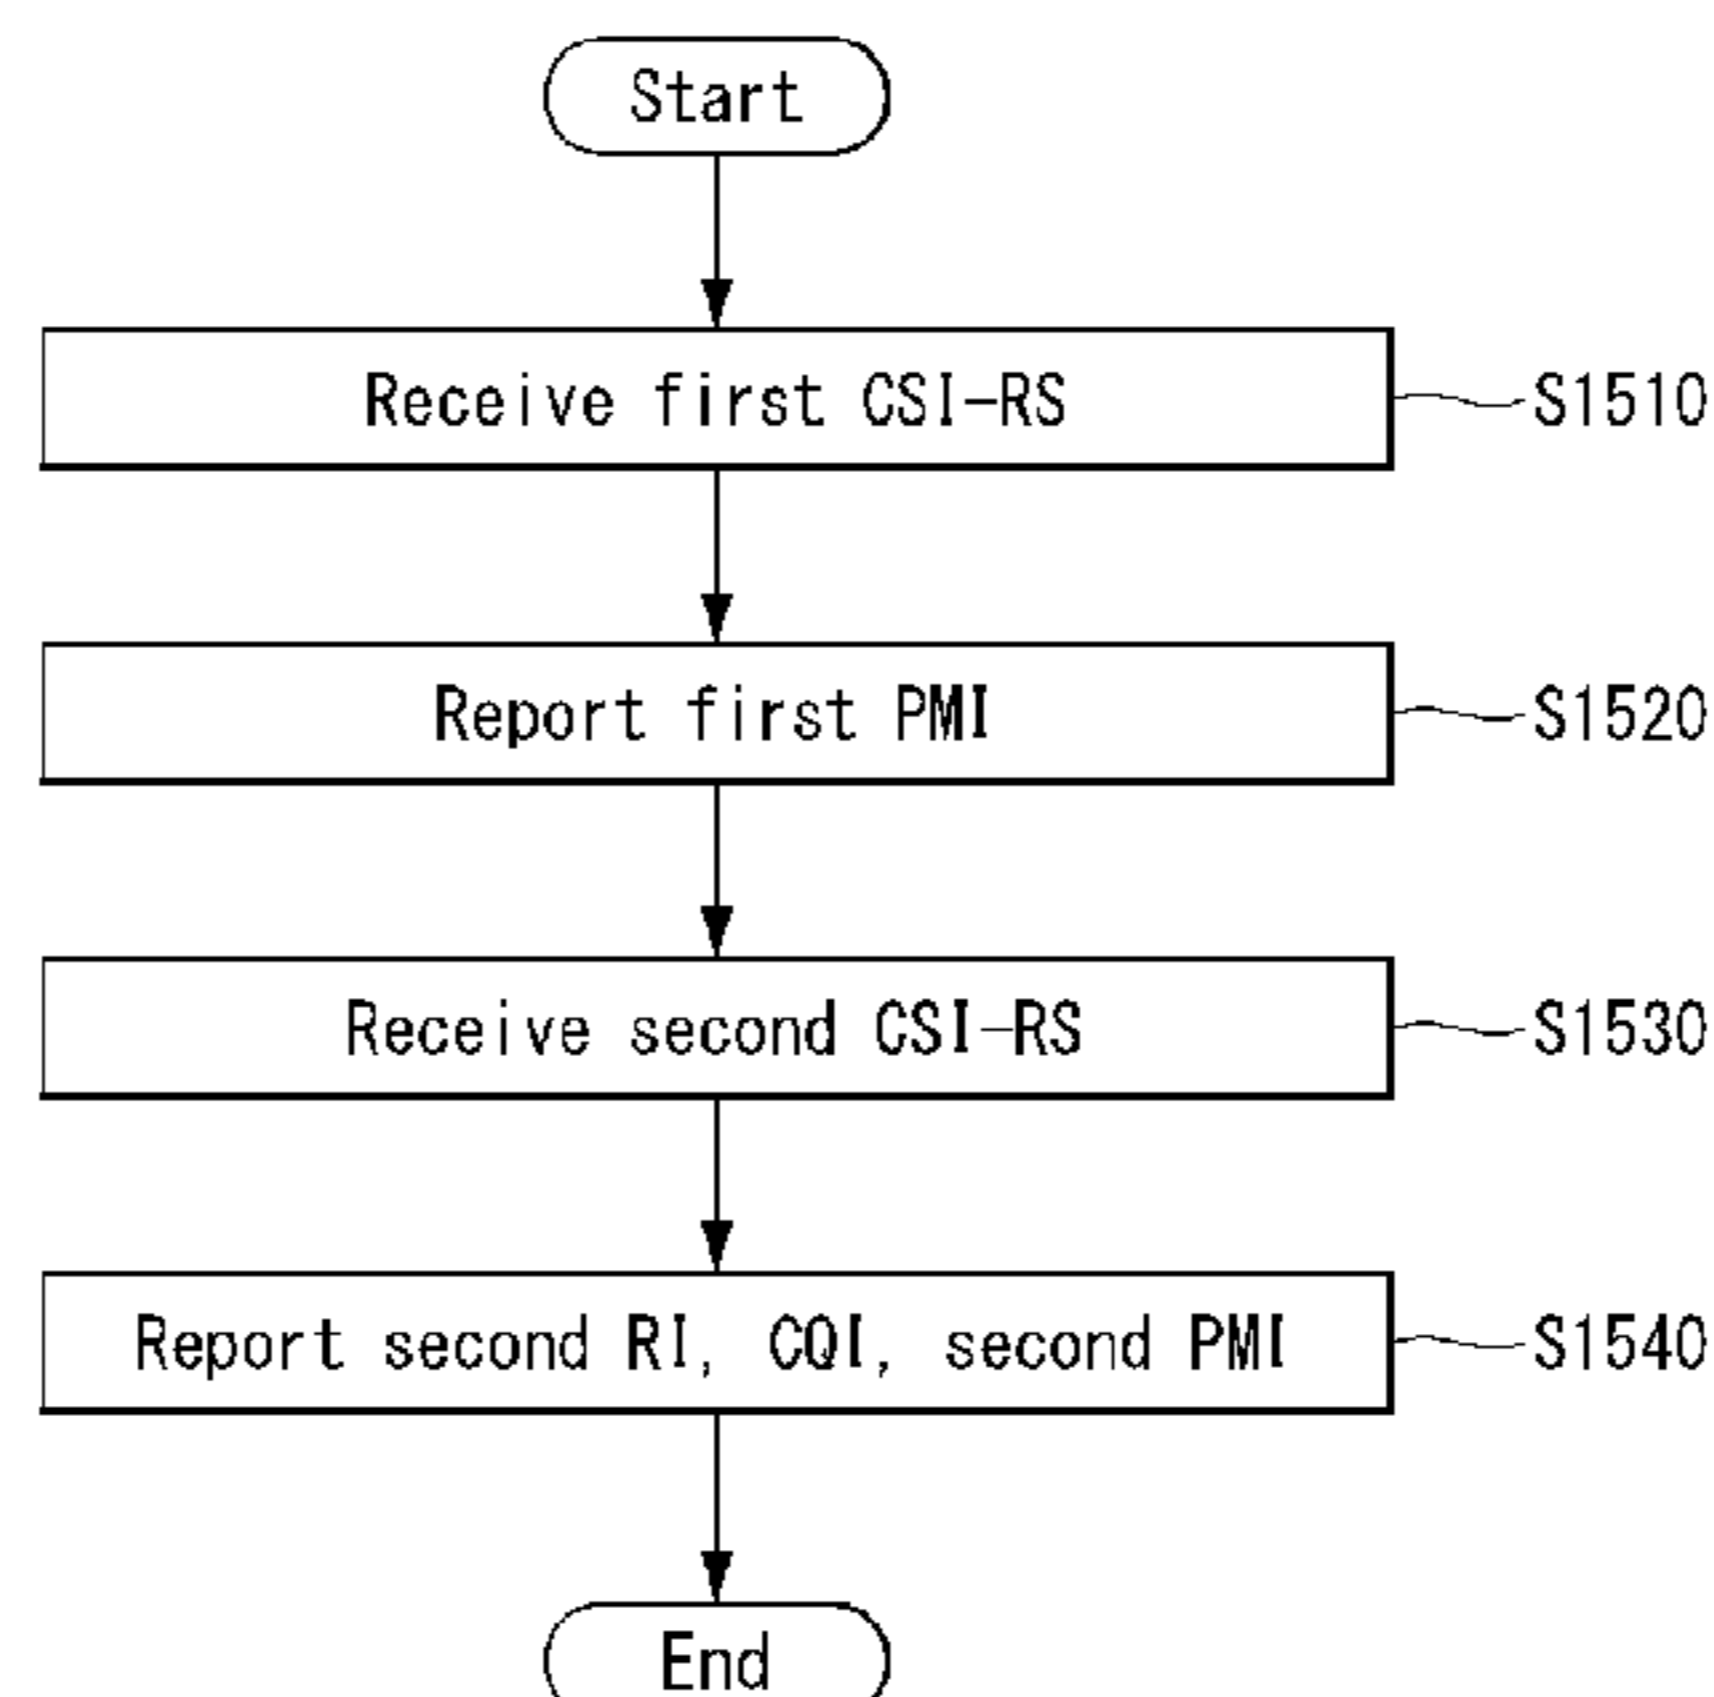 Start
Receive first CSI-RS
S1510
Report first PMI
S1520
Receive second CSI-RS
S1530
Report second RI, CQI, second PMI
S1540
End